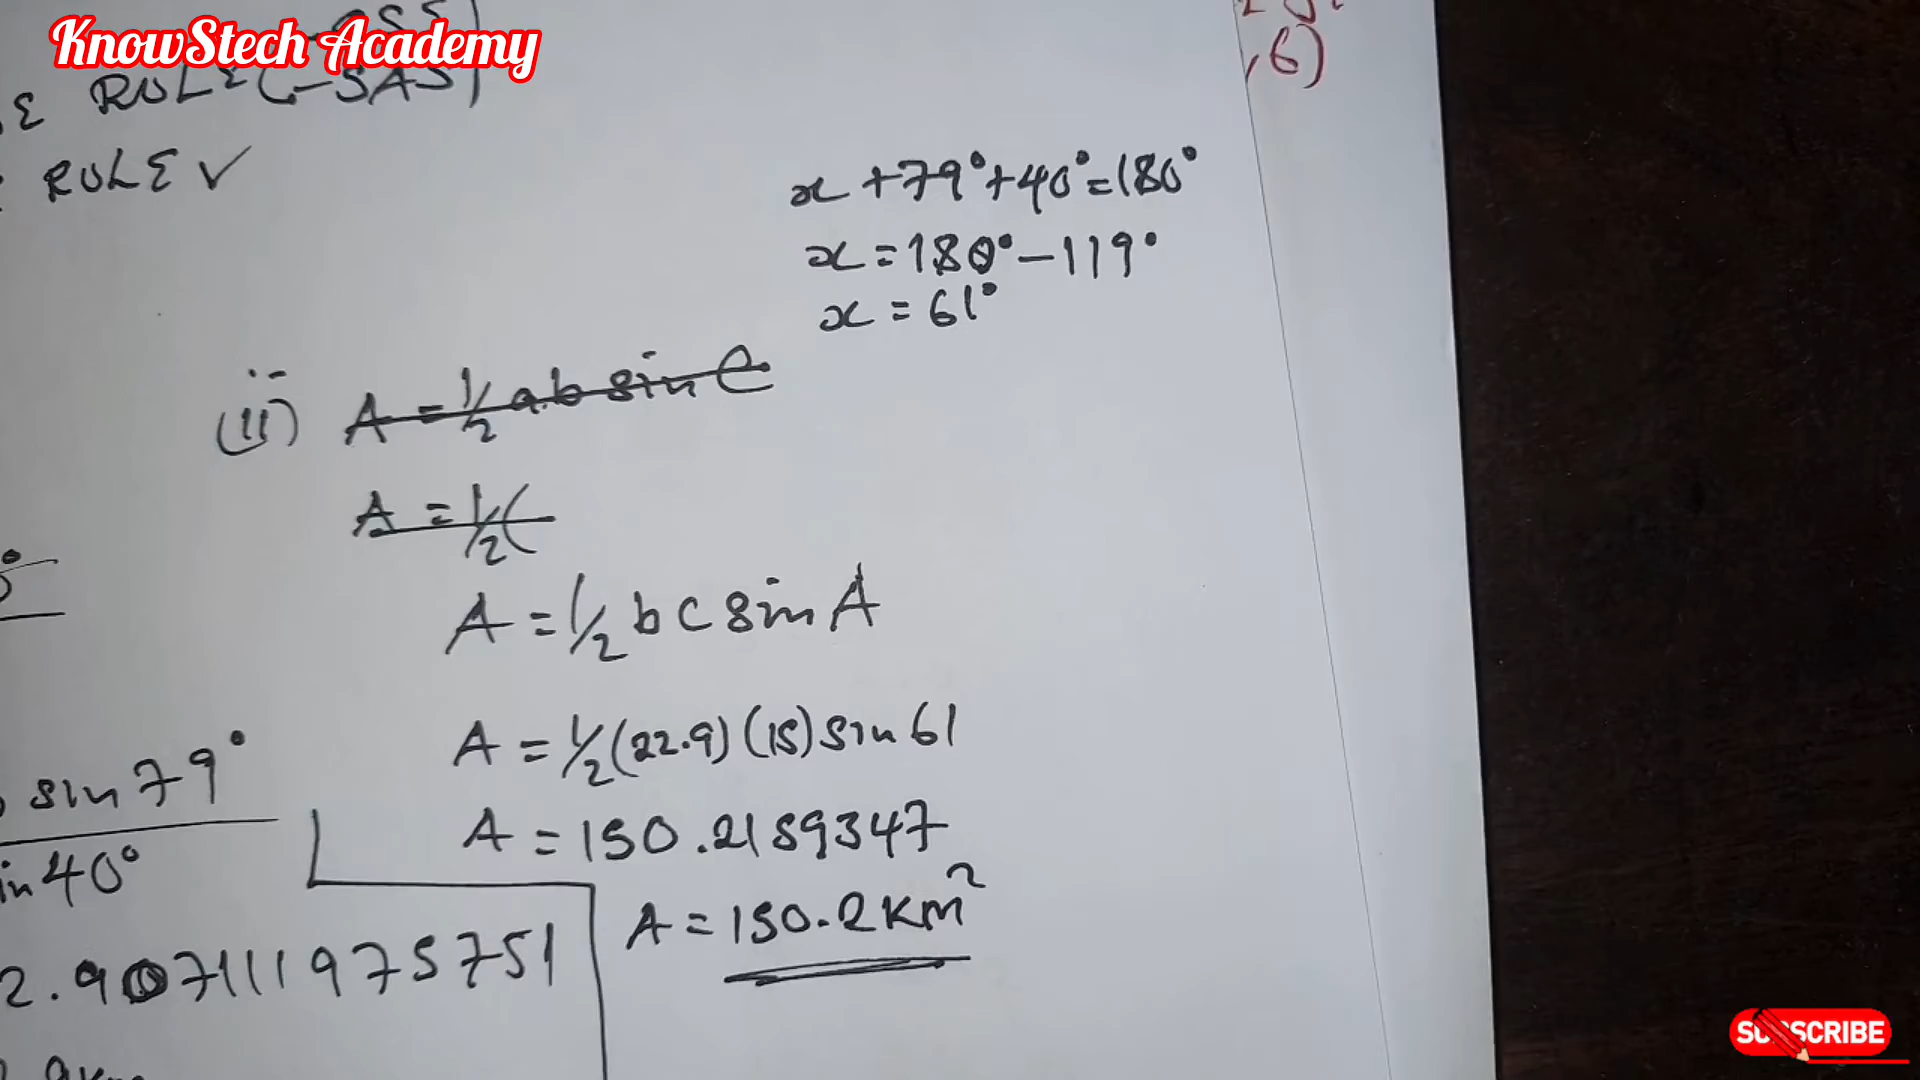 KnowStech Academy
RULE (-SAS)
RULE ✓
,6)
x + 79° + 40° = 180°
x = 180° - 119°
x = 61°
(ii) A = 1/2 ab sin C
A = 1/2 (
A = 1/2 bc sin A
A = 1/2 (22.9) (15) sin 61
A = 150.2159347
A = 150.2 km²
sin 79°
in 40°
2.907111975751
SUBSCRIBE